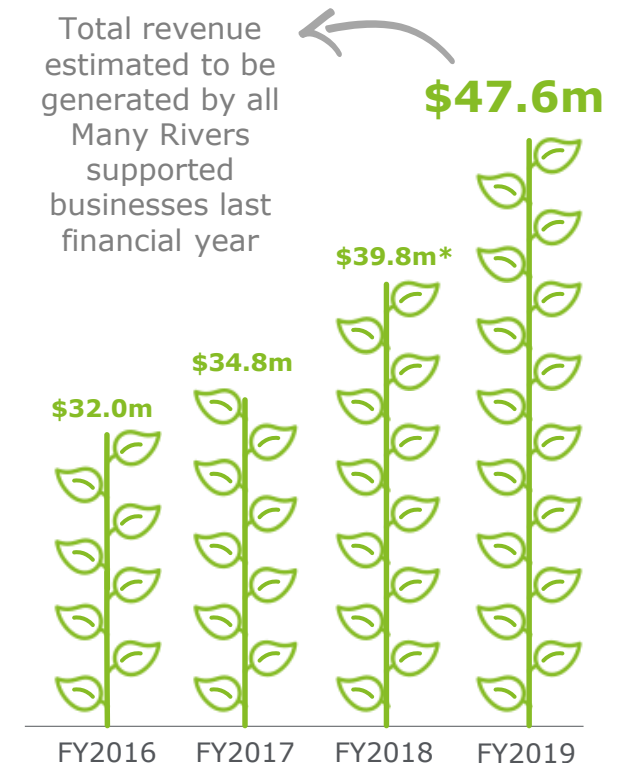 Total revenue
estimated to be
generated by all
Many Rivers
supported
businesses last
financial year
$47.6m
$39.8m*
$34.8m
$32.0m
FY2016
FY2017
FY2018
FY2019